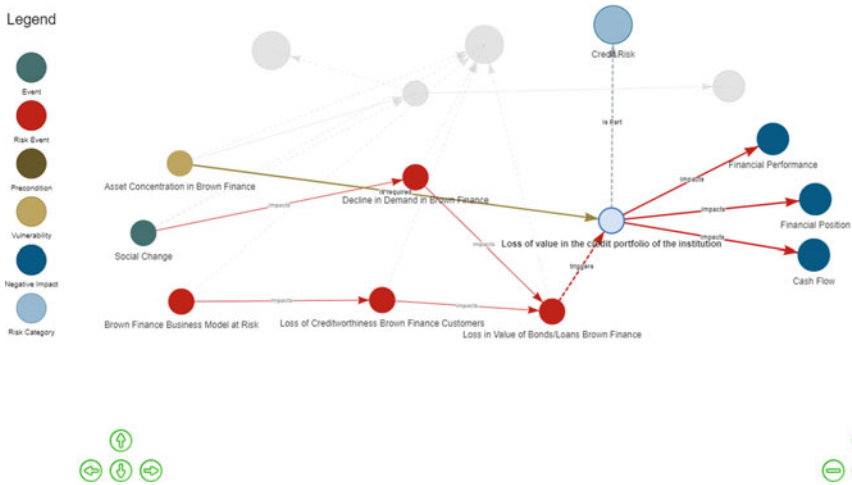 Legend
Event
Risk Event
Precondition
Vulnerability
Negative Impact
Risk Category
Credit Risk
Is Part
Asset Concentration in Brown Finance
is required
Decline in Demand in Brown Finance
impacts
Social Change
impacts
Financial Performance
impacts
Financial Position
impacts
Cash Flow
Loss of value in the credit portfolio of the institution
impacts
triggers
Brown Finance Business Model at Risk
impacts
Loss of Creditworthiness Brown Finance Customers
impacts
Loss in Value of Bonds/Loans Brown Finance